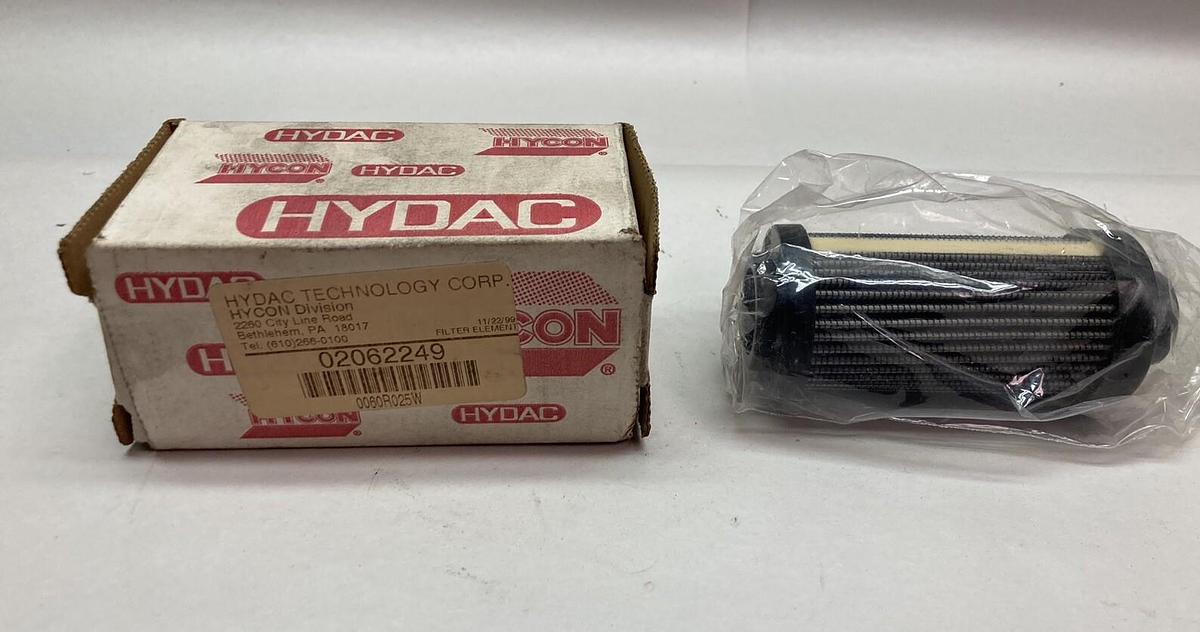 HYDAC
HYCON
HYCON®
HYDAC
HYDAC
HYDAC
HYDAC TECHNOLOGY CORP.
HYCON Division
2260 City Line Road
Bethlehem, PA 18017
Tel. (610)266-0100
11/22/99
FILTER ELEMENT
02062249
0060R025W
CON
®
H
HYCON®
HYDAC